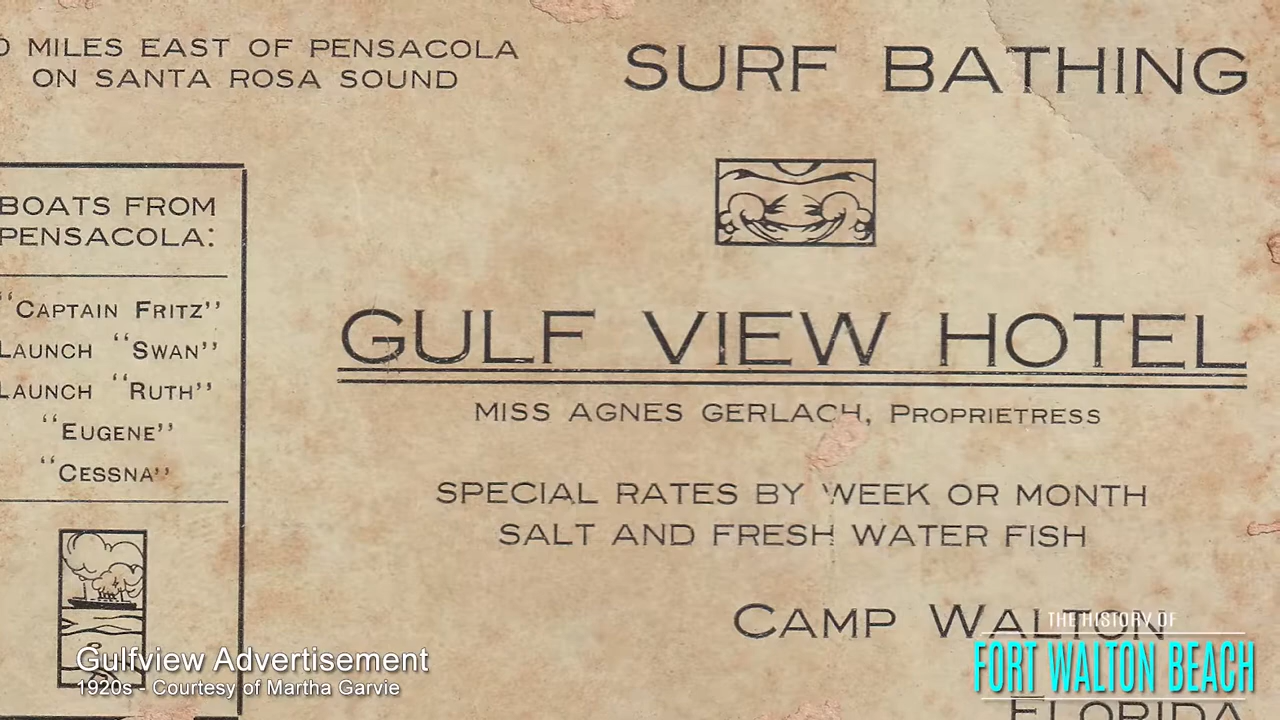 MILES EAST OF PENSACOLA
ON SANTA ROSA SOUND
SURF BATHING
BOATS FROM
PENSACOLA:
"CAPTAIN FRITZ"
LAUNCH "SWAN"
LAUNCH "RUTH"
"EUGENE"
"CESSNA"
GULF VIEW HOTEL
MISS AGNES GERLACH, PROPRIETRESS
SPECIAL RATES BY WEEK OR MONTH
SALT AND FRESH WATER FISH
CAMP WALTON
FLORIDA
Gulfview Advertisement
1920s - Courtesy of Martha Garvie
THE HISTORY OF
FORT WALTON BEACH